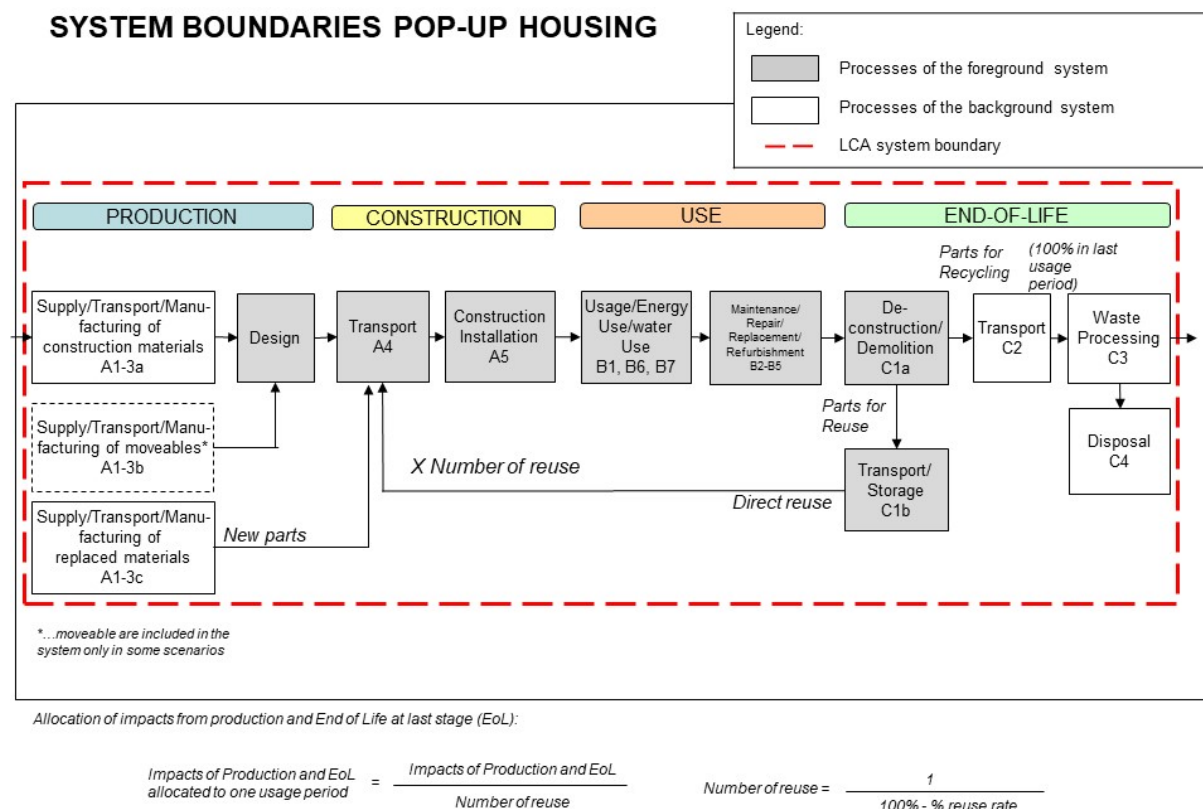 SYSTEM BOUNDARIES POP-UP HOUSING
Legend:
Processes of the foreground system
Processes of the background system
LCA system boundary
PRODUCTION
CONSTRUCTION
USE
END-OF-LIFE
Parts for
Recycling
(100% in last
usage
period)
Supply/Transport/Manu-
facturing of
construction materials
A1-3a
Design
Transport
A4
Construction
Installation
A5
Usage/Energy
Use/water
Use
B1, B6, B7
Maintenance/
Repair/
Replacement/
Refurbishment
B2-B5
De-
construction/
Demolition
C1a
Transport
C2
Waste
Processing
C3
Supply/Transport/Manu-
facturing of moveables*
A1-3b
Parts for
Reuse
Disposal
C4
X Number of reuse
Direct reuse
Transport/
Storage
C1b
Supply/Transport/Manu-
facturing of
replaced materials
A1-3c
New parts
*...moveable are included in the
system only in some scenarios
Allocation of impacts from production and End of Life at last stage (EoL):
Impacts of Production and EoL
allocated to one usage period
=
Impacts of Production and EoL
Number of reuse
Number of reuse =
1
100% - % reuse rate